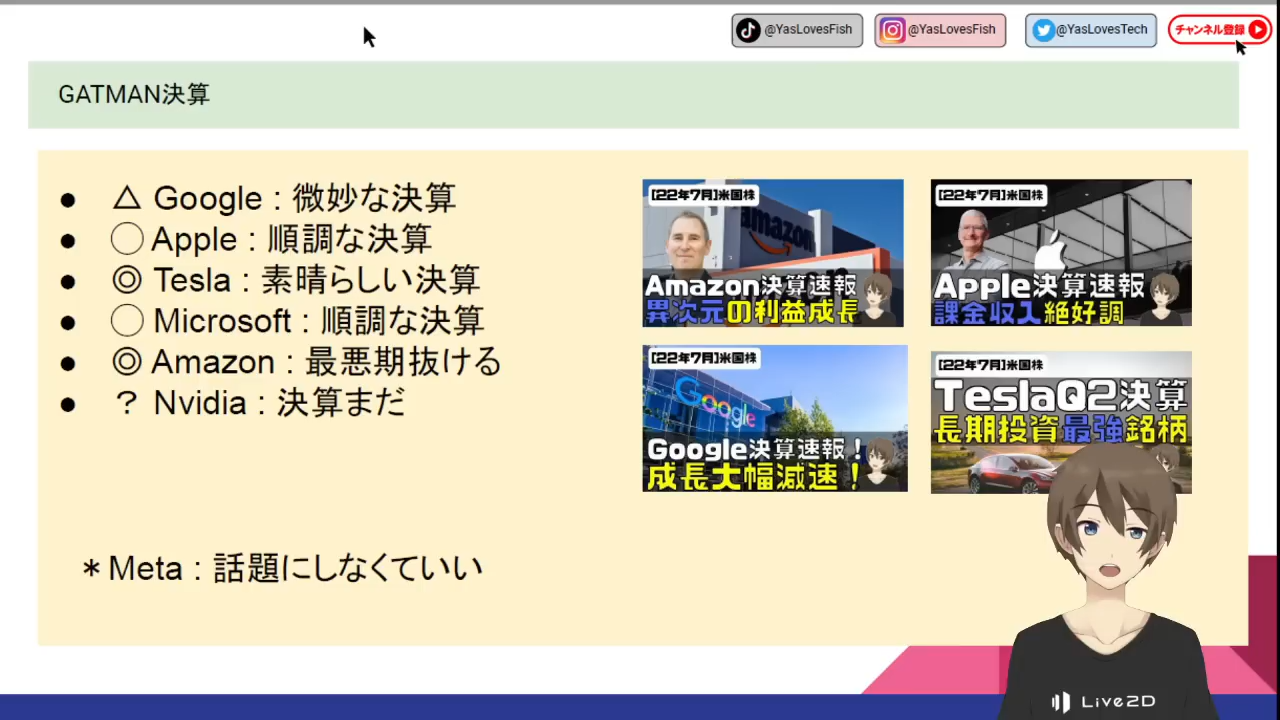 @YasLovesFish
@YasLovesFish
@YasLovesTech
チャンネル登録
GATMAN決算
● △ Google : 微妙な決算
● ◯ Apple : 順調な決算
● ◎ Tesla : 素晴らしい決算
● ◯ Microsoft : 順調な決算
● ◎ Amazon : 最悪期抜ける
● ？ Nvidia : 決算まだ
＊Meta : 話題にしなくていい
[22年7月]米国株
amazon
Amazon決算速報
異次元の利益成長
[22年7月]米国株
Apple決算速報
課金収入絶好調
[22年7月]米国株
Google
Google決算速報！
成長大幅減速！
[22年7月]米国株
TeslaQ2決算
長期投資最強銘柄
Live2D